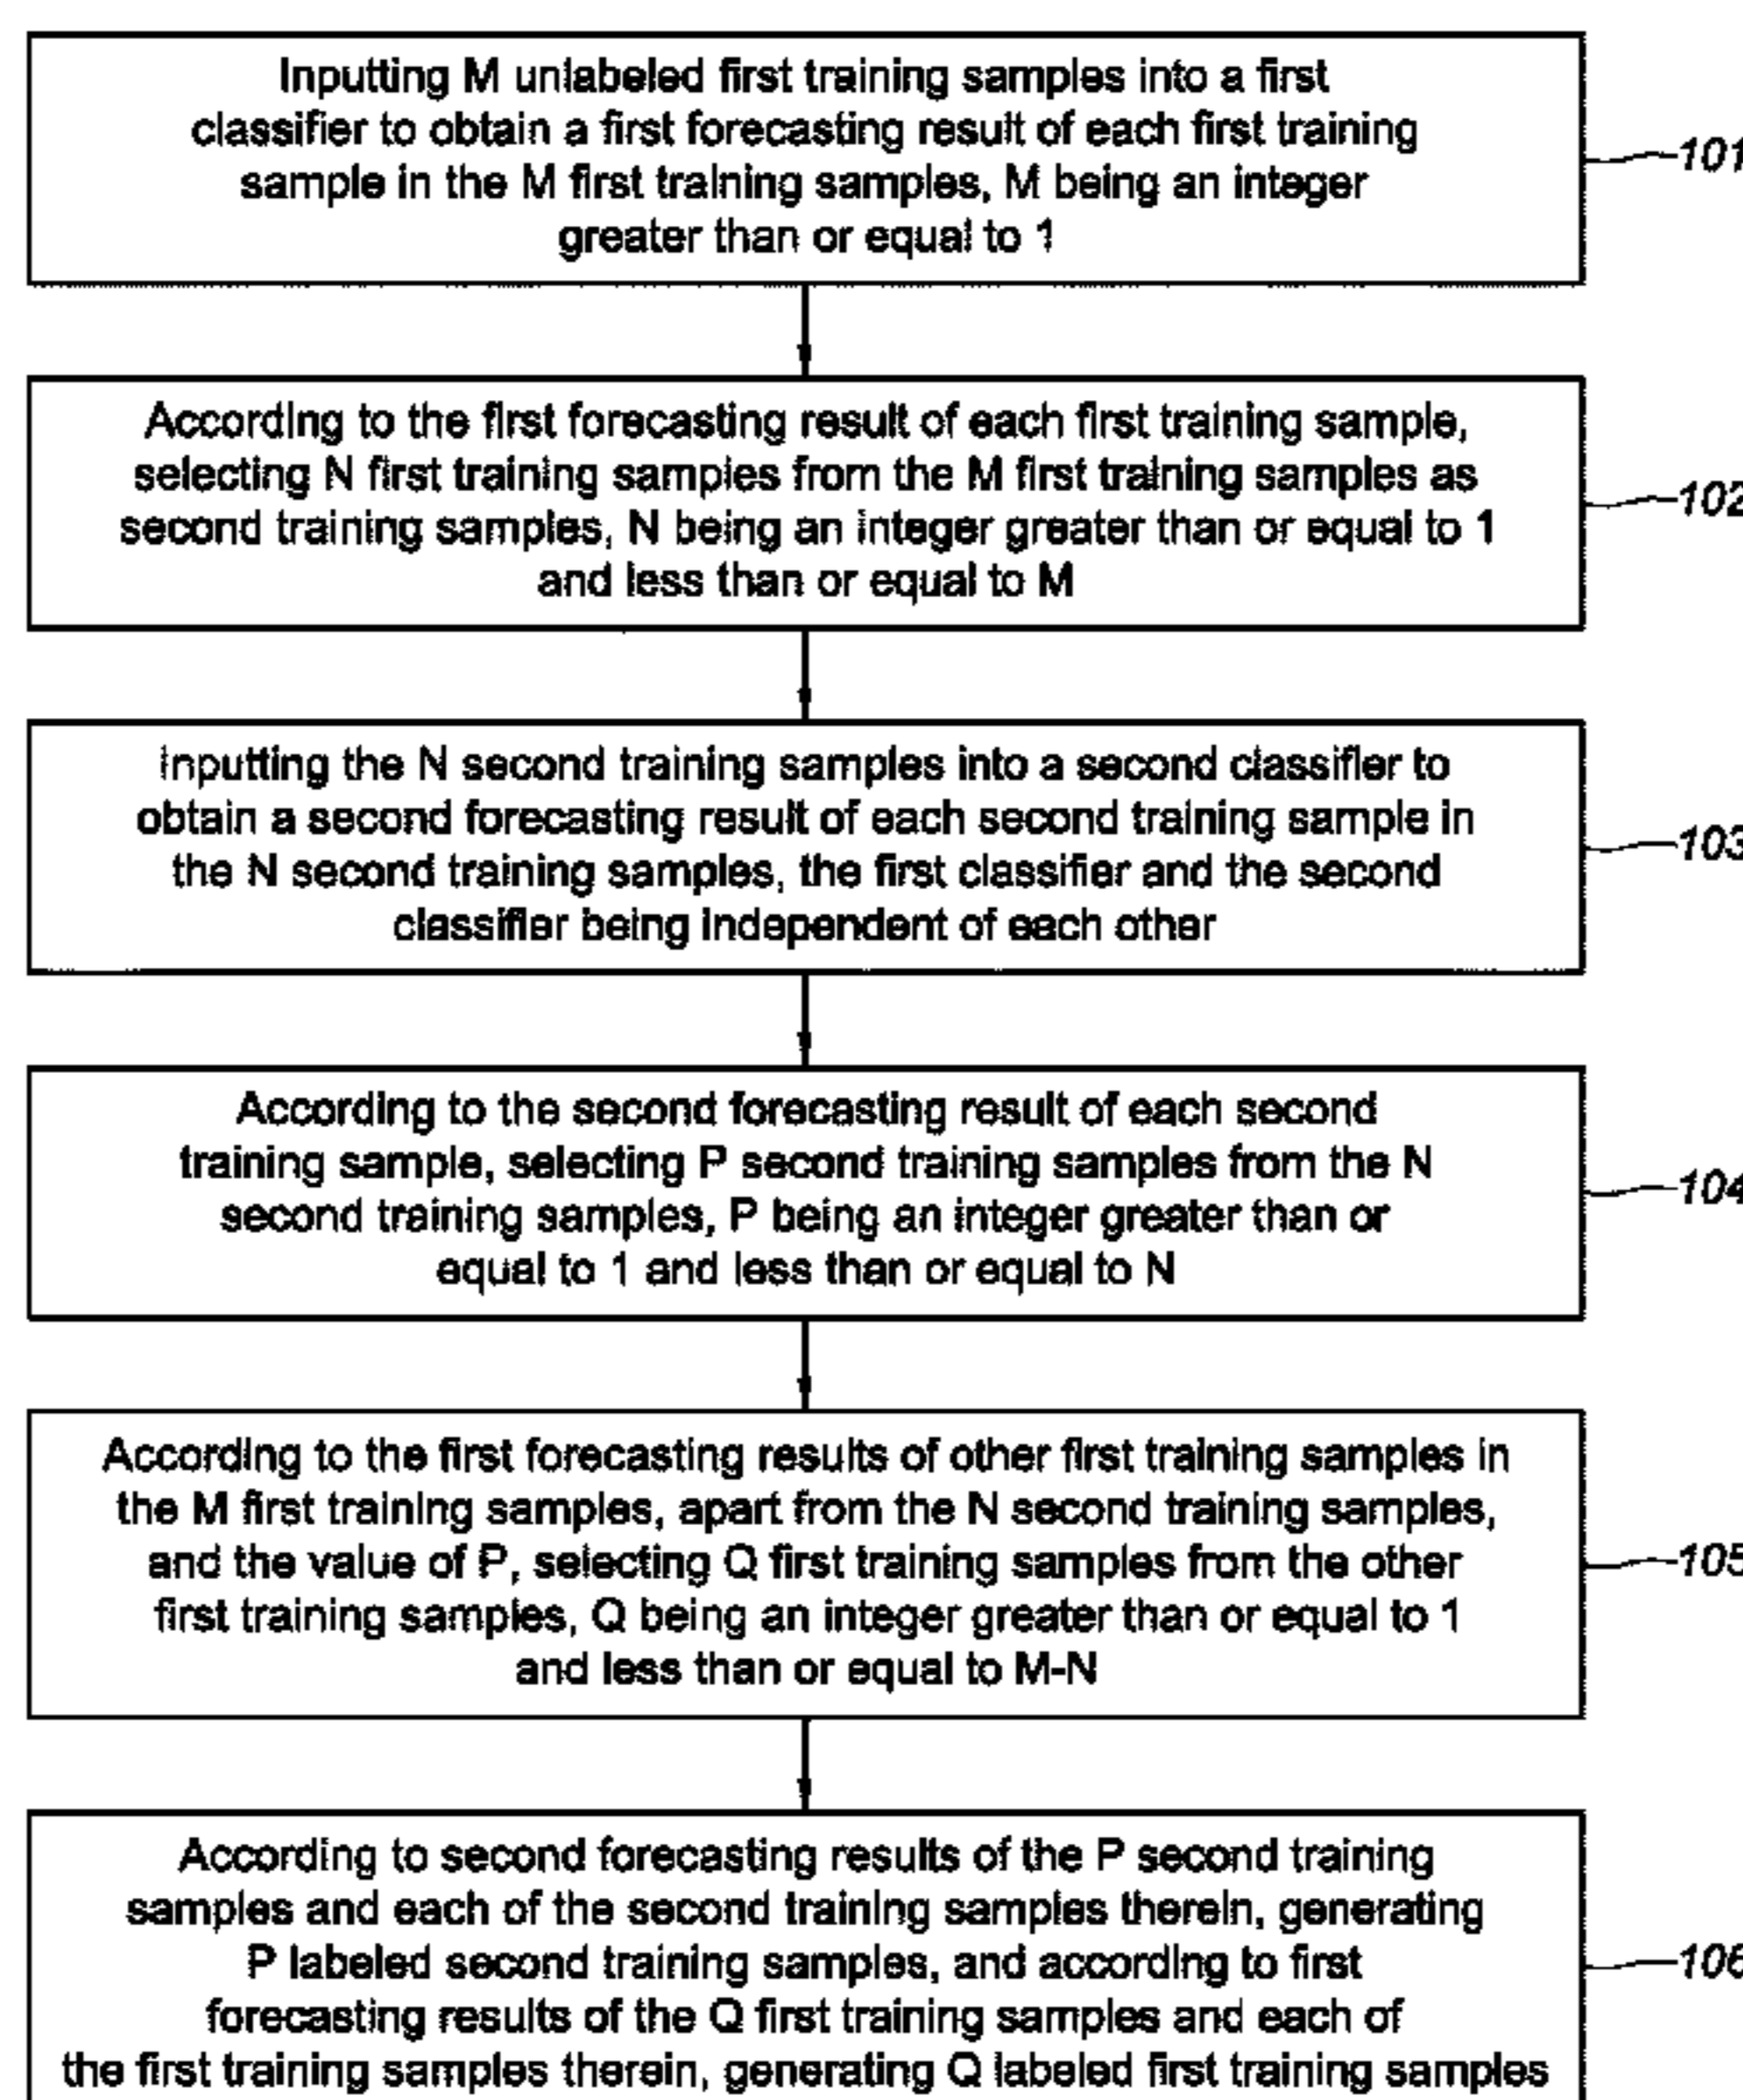 Inputting M unlabeled first training samples into a first
classifier to obtain a first forecasting result of each first training
sample in the M first training samples, M being an integer
greater than or equal to 1
101
According to the first forecasting result of each first training sample,
selecting N first training samples from the M first training samples as
second training samples, N being an integer greater than or equal to 1
and less than or equal to M
102
Inputting the N second training samples into a second classifier to
obtain a second forecasting result of each second training sample in
the N second training samples, the first classifier and the second
classifier being independent of each other
103
According to the second forecasting result of each second
training sample, selecting P second training samples from the N
second training samples, P being an integer greater than or
equal to 1 and less than or equal to N
104
According to the first forecasting results of other first training samples in
the M first training samples, apart from the N second training samples,
and the value of P, selecting Q first training samples from the other
first training samples, Q being an integer greater than or equal to 1
and less than or equal to M-N
105
According to second forecasting results of the P second training
samples and each of the second training samples therein, generating
P labeled second training samples, and according to first
forecasting results of the Q first training samples and each of
the first training samples therein, generating Q labeled first training samples
106